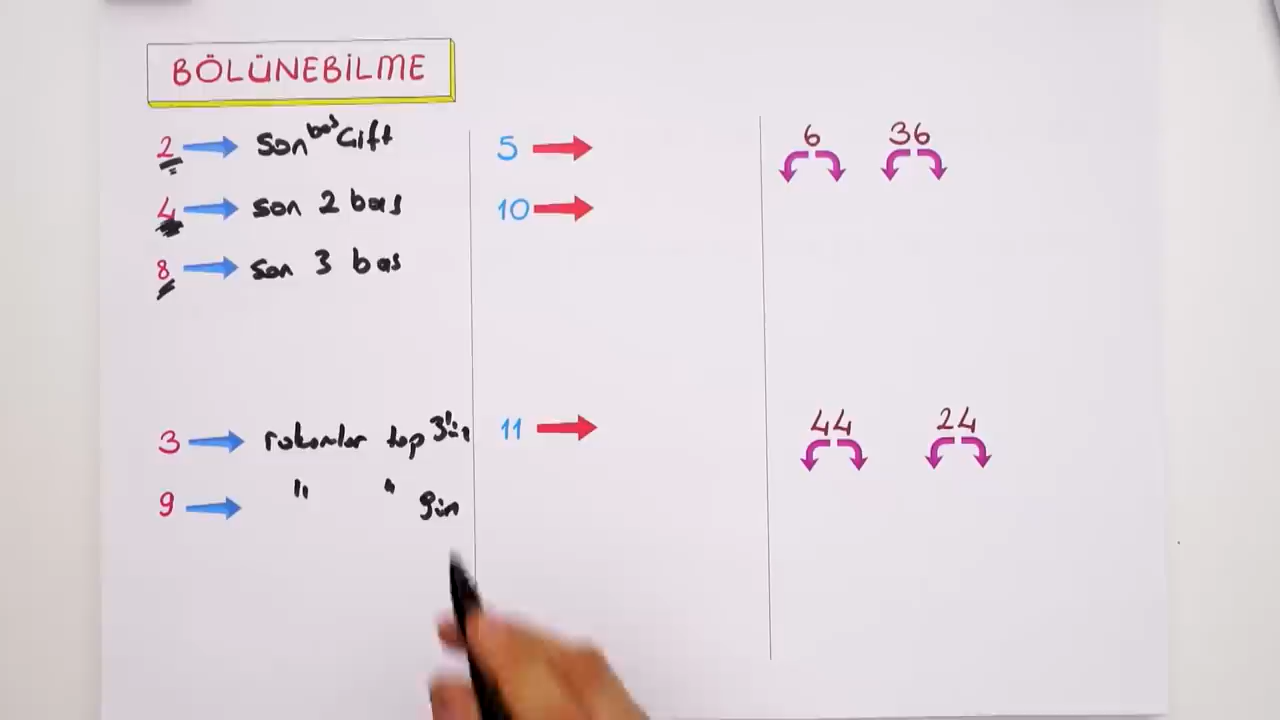 BÖLÜNEBİLME
2 → son bas Çift
4 → son 2 bas
8 → son 3 bas
3 → rakamlar top 3'ün
9 → " " 9'un
5 →
10 →
11 →
6 36
44 24